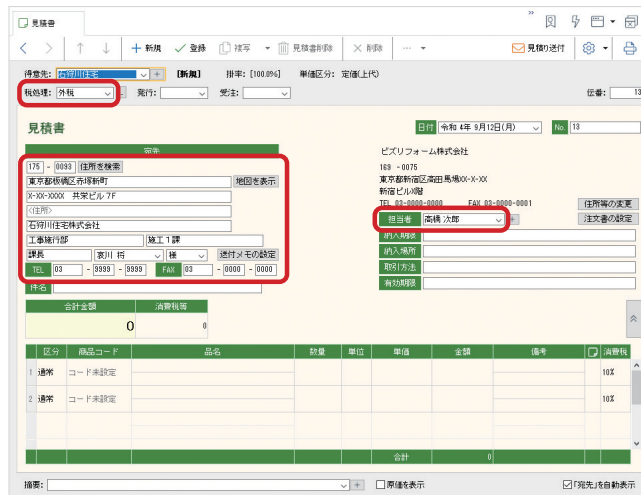 見積書
新規 登録 複写 見積書削除 削除 … 見積り送付
得意先: 石狩川住宅 + [新規] 掛率: [100.0%] 単価区分: 定価(上代)
税処理: 外税 発行: 受注: 伝番: 13
見積書
日付 令和 4年 9月12日(月) No. 13
宛先
175 - 0093 住所を検索
東京都板橋区赤塚新町 地図を表示
X-XX-XXXX 共栄ビル 7F
<住所>
石狩川住宅株式会社
工事施行部 施工1課
課長 哀川 将 様 送付メモの設定
TEL 03 - 9999 - 9999 FAX 03 - 0000 - 0000
件名
ビズリフォーム株式会社
169 -0075
東京都新宿区高田馬場XX-X-XX
新宿ビルX階
TEL 03-0000-0000 FAX 03-0000-0001 住所等の変更
担当者 高橋 次郎 + 注文書の設定
納入期限
納入場所
取引方法
有効期限
合計金額 消費税等
0 0
区分 商品コード 品名 数量 単位 単価 金額 備考 消費税
1 通常 コード未設定 10%
2 通常 コード未設定 10%
合計 0
摘要: + 原価を表示 「宛先」を自動表示